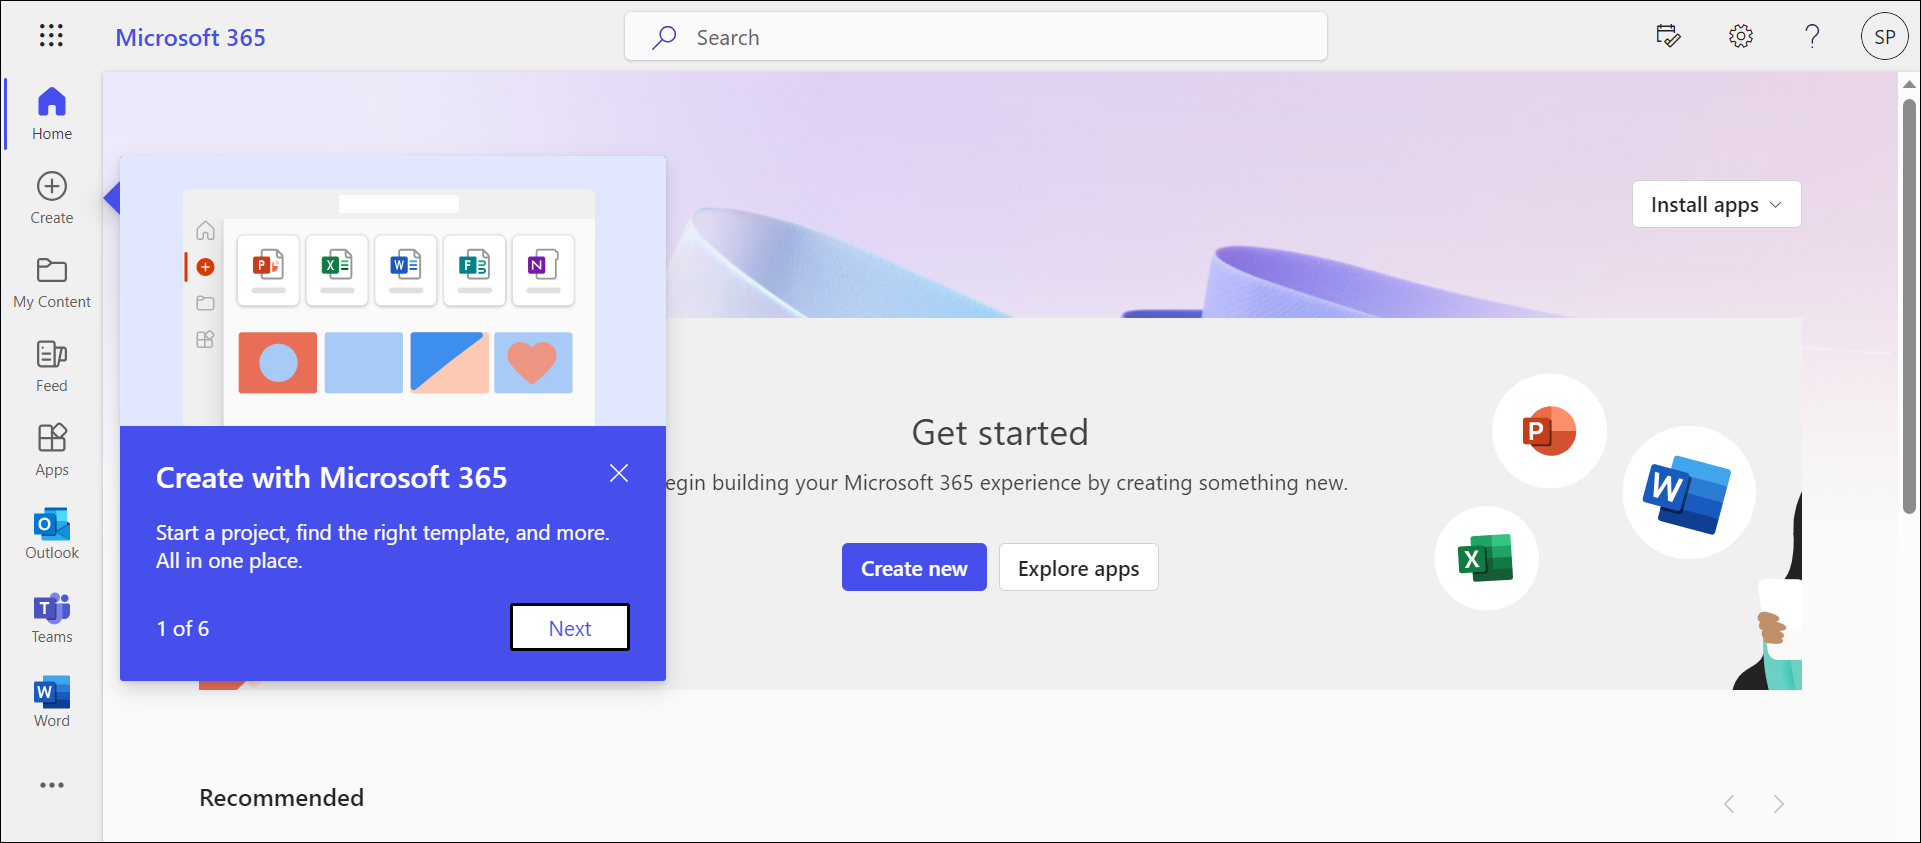 Microsoft 365
Search
SP
Home
Create
My Content
Feed
Apps
Outlook
Teams
Word
Install apps
P
X
W
F
N
Create with Microsoft 365
Start a project, find the right template, and more.
All in one place.
1 of 6
Next
Get started
egin building your Microsoft 365 experience by creating something new.
Create new
Explore apps
P
W
X
O
T
W
Recommended